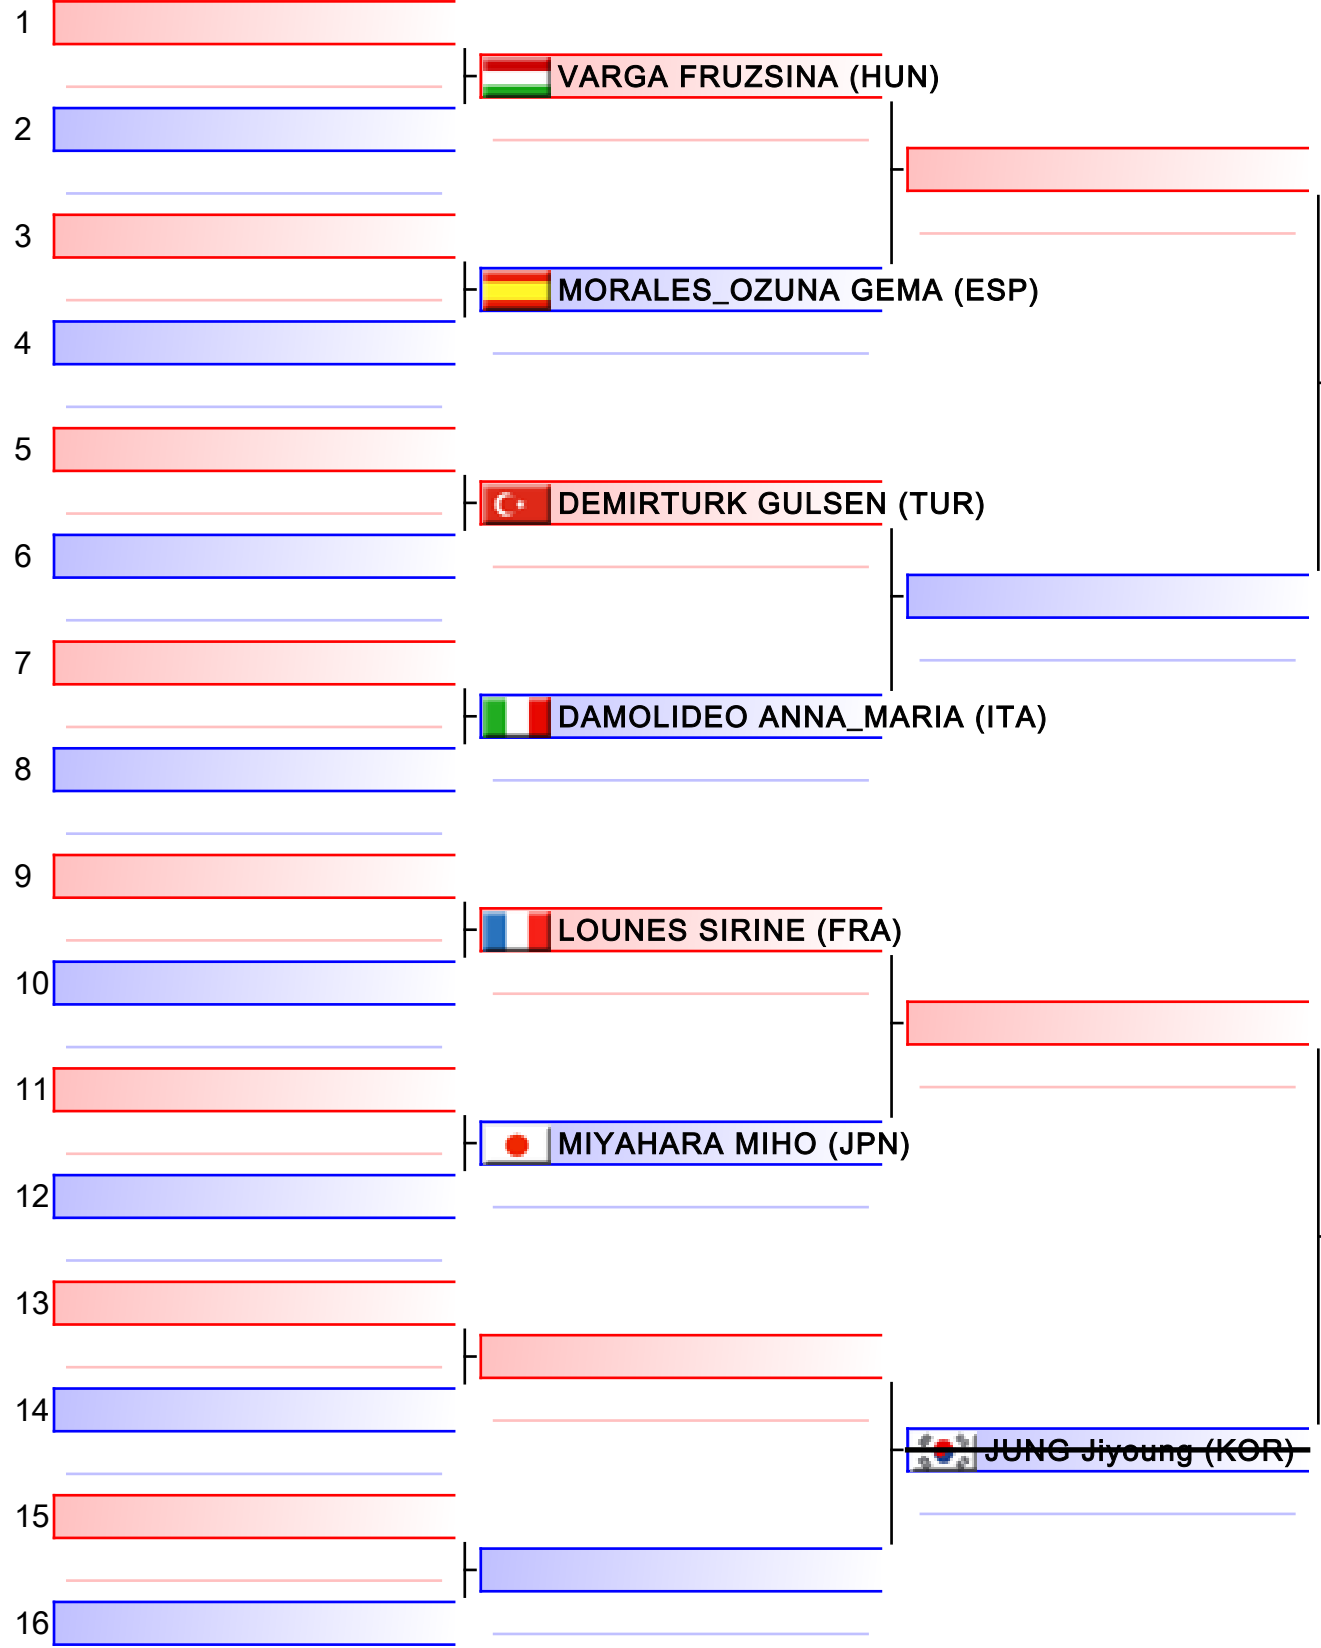 1
VARGA FRUZSINA (HUN)
2
3
MORALES_OZUNA GEMA (ESP)
4
5
DEMIRTURK GULSEN (TUR)
6
7
DAMOLIDEO ANNA_MARIA (ITA)
8
9
LOUNES SIRINE (FRA)
10
11
MIYAHARA MIHO (JPN)
12
13
14
JUNG Jiyoung (KOR)
15
16